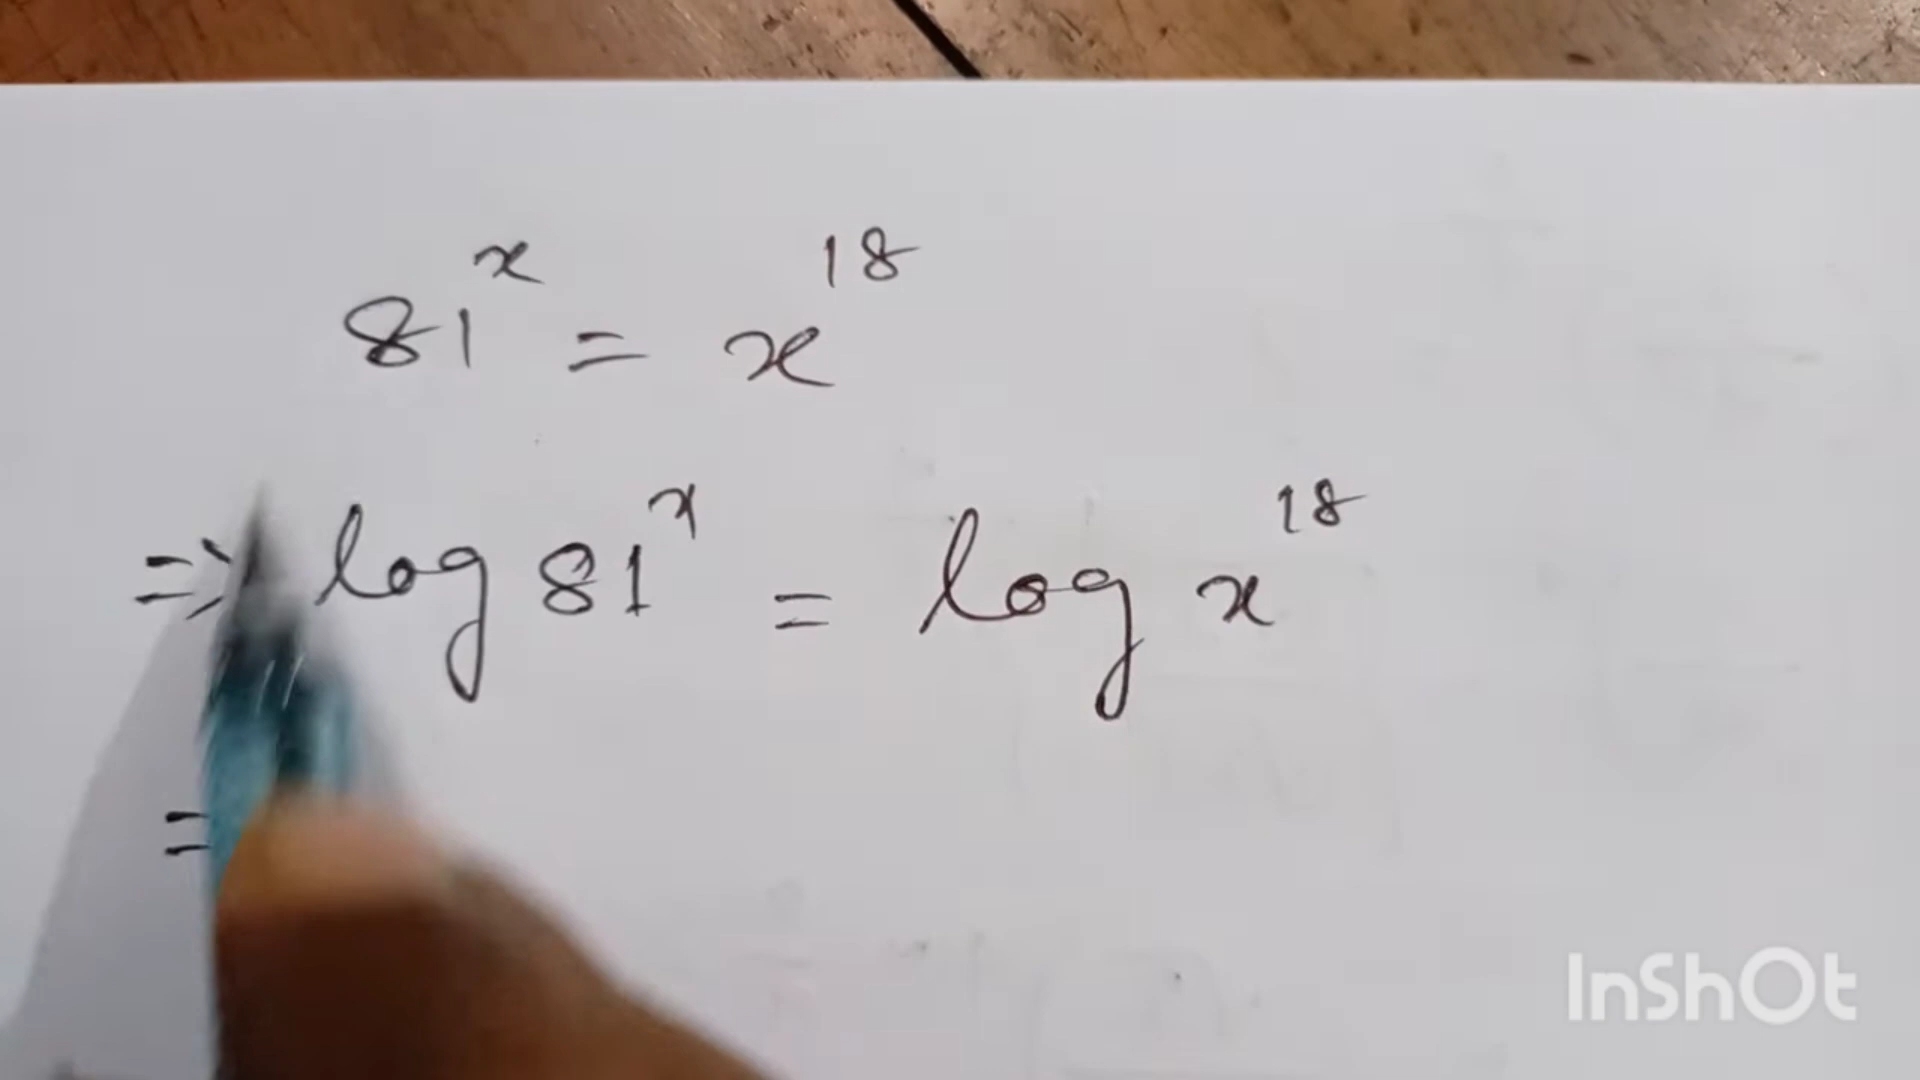 81^x = x^18
=> log 81^x = log x^18
=
InShOt